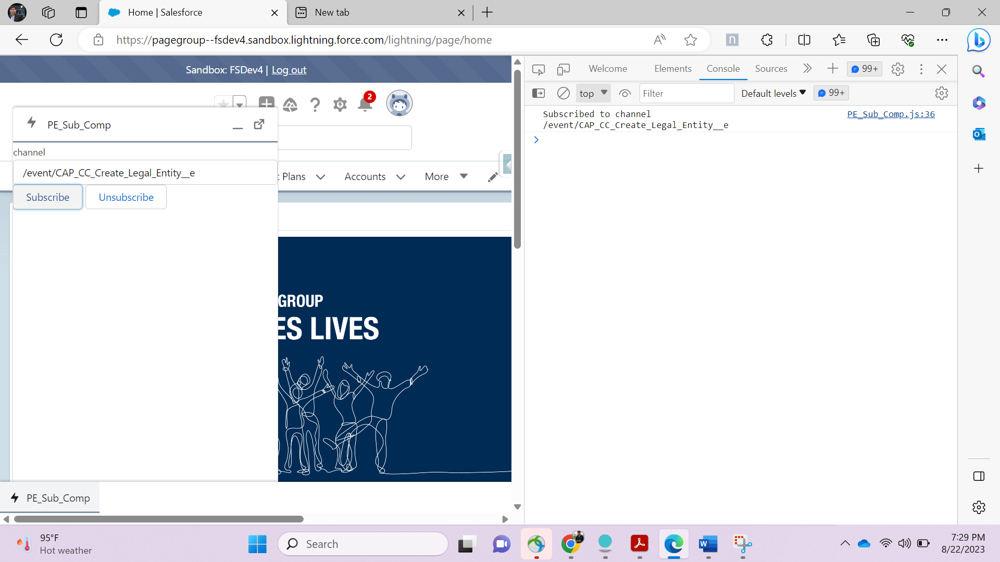 Home | Salesforce
New tab
https://pagegroup--fsdev4.sandbox.lightning.force.com/lightning/page/home
Sandbox: FSDev4 | Log out
2
PE_Sub_Comp
channel
/event/CAP_CC_Create_Legal_Entity__e
Subscribe
Unsubscribe
: Plans
Accounts
More
GROUP
ES LIVES
PE_Sub_Comp
Welcome
Elements
Console
Sources
99+
top
Filter
Default levels
99+
Subscribed to channel
/event/CAP_CC_Create_Legal_Entity__e
PE_Sub_Comp.js:36
95°F
Hot weather
Search
7:29 PM
8/22/2023